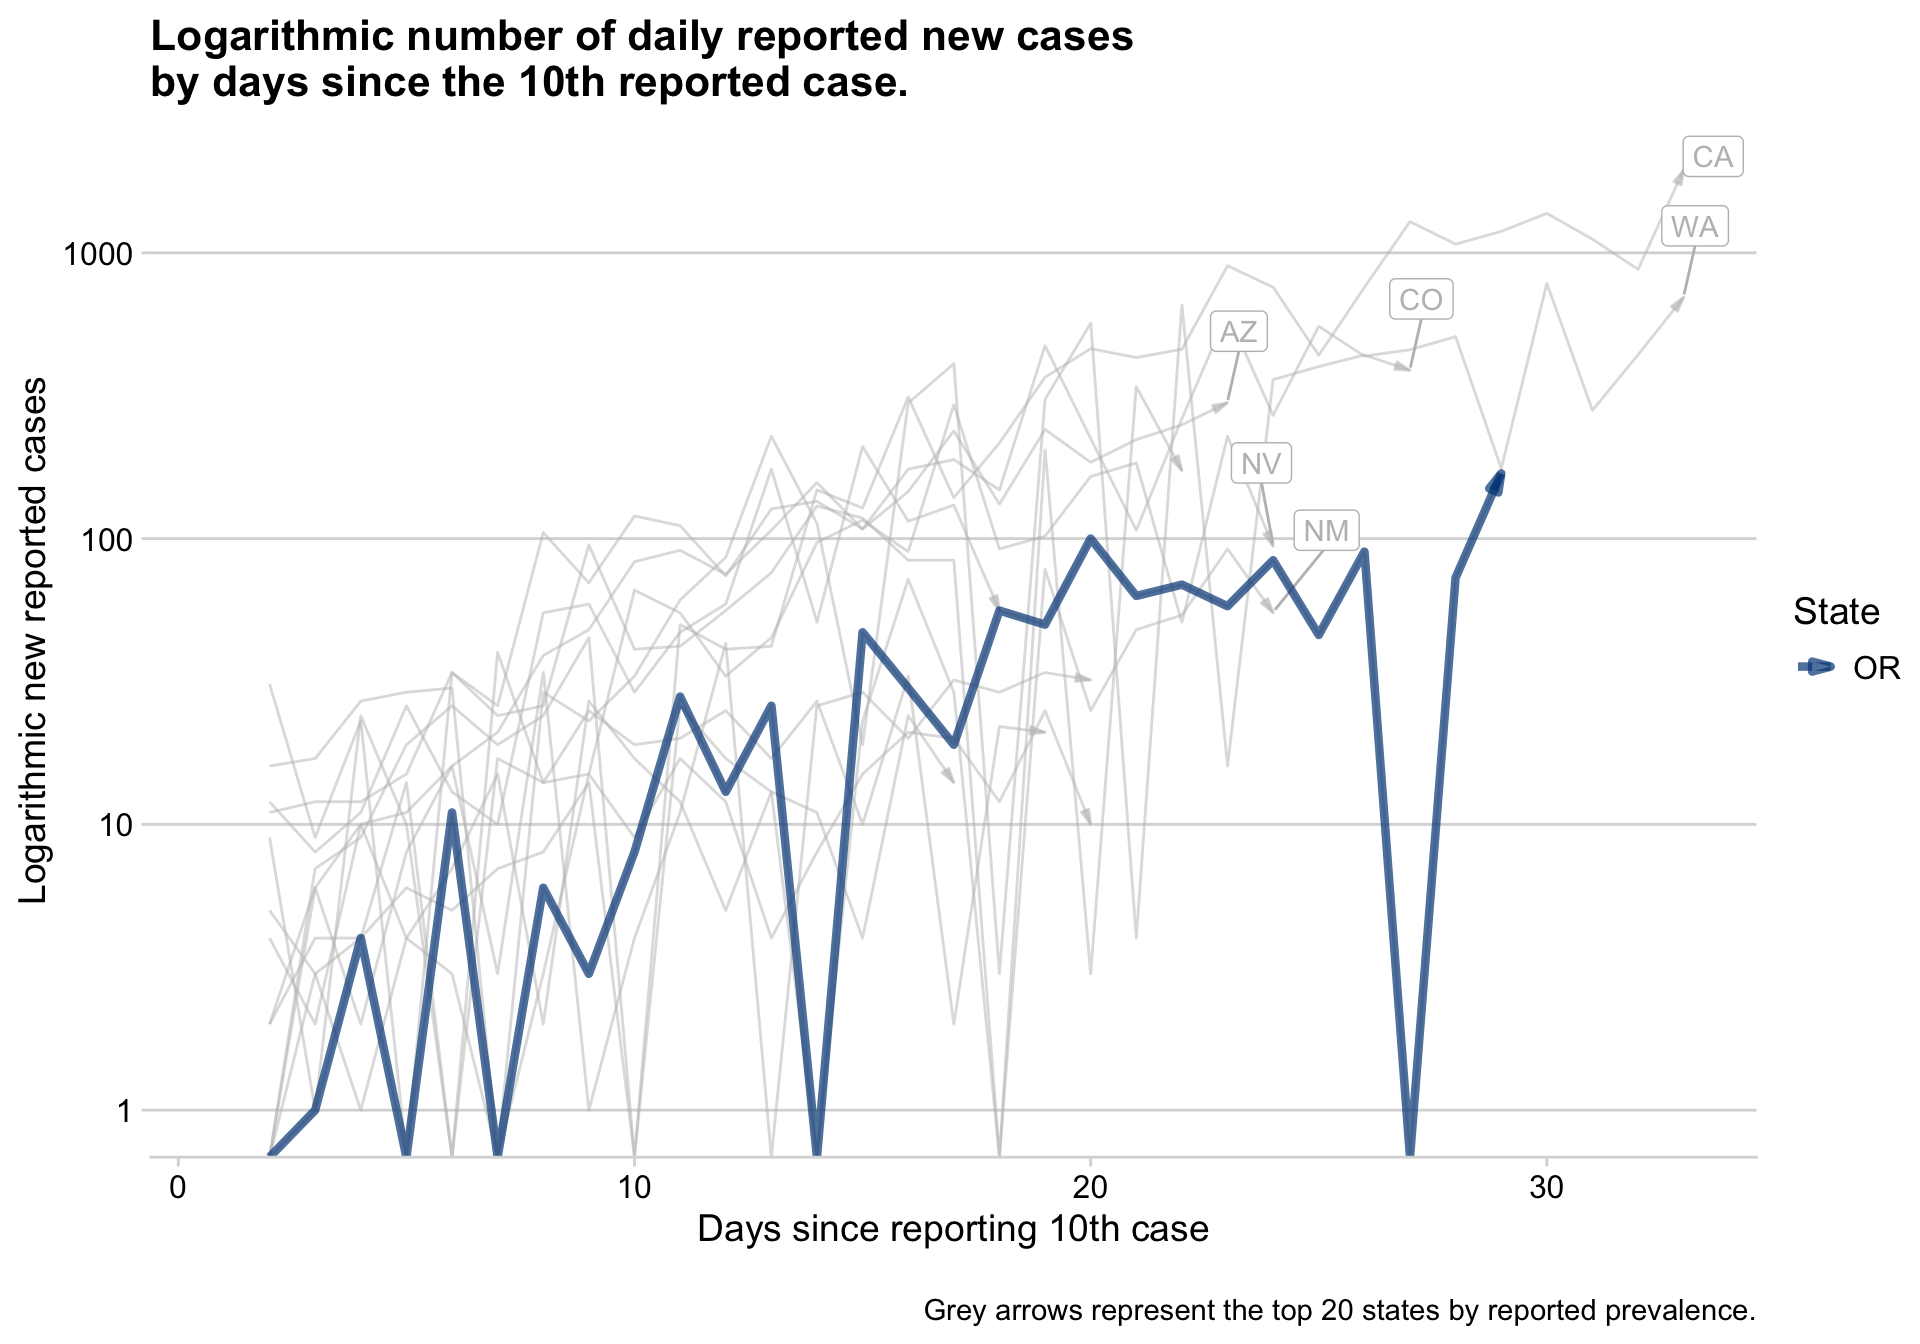 Logarithmic number of daily reported new cases
by days since the 10th reported case.
Logarithmic new reported cases
1000
100
10
1
CA
WA
CO
AZ
NV
NM
State
OR
0
10
20
30
Days since reporting 10th case
Grey arrows represent the top 20 states by reported prevalence.